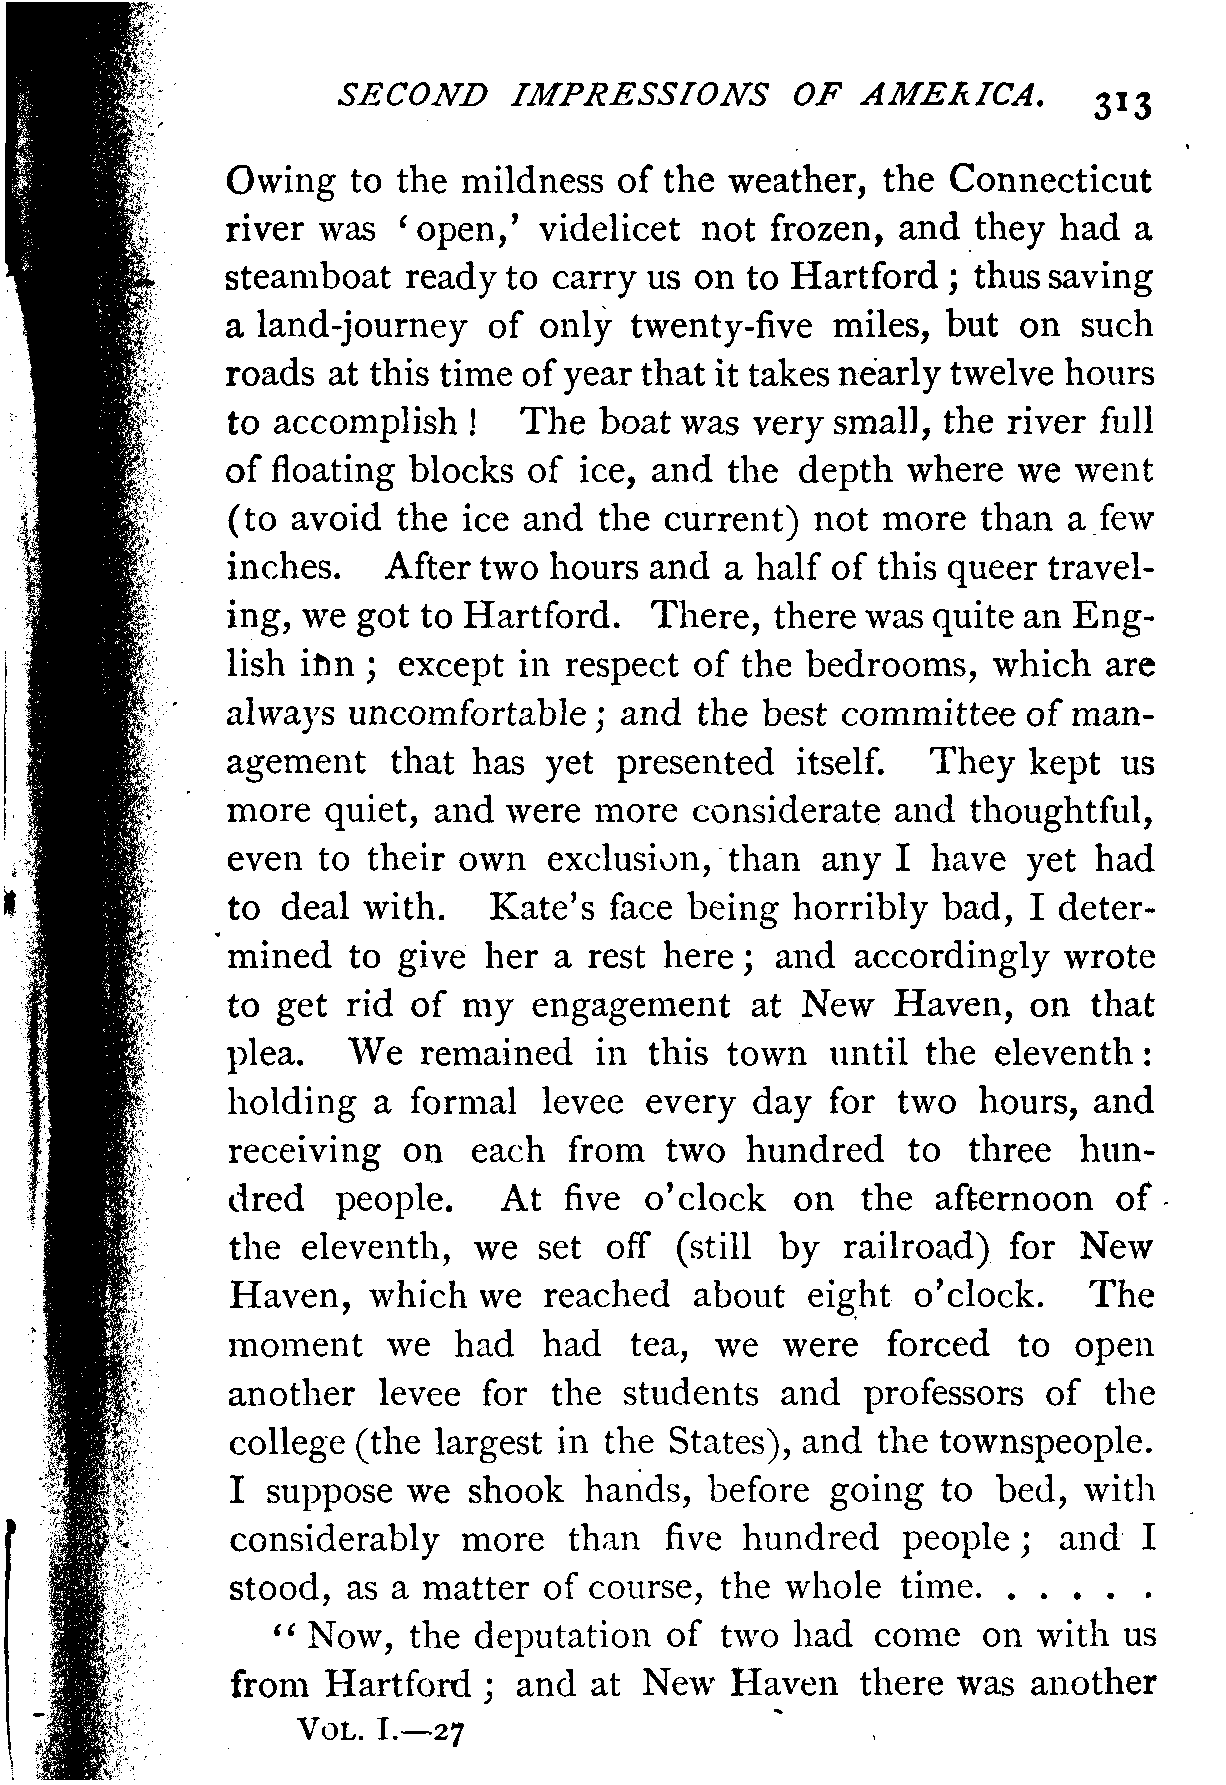 SECOND IMPRESSIONS OF AMERICA. 313
Owing to the mildness of the weather, the Connecticut
river was ‘open,’ videlicet not frozen, and they had a
steamboat ready to carry us on to Hartford; thus saving
a land-journey of only twenty-five miles, but on such
roads at this time of year that it takes nearly twelve hours
to accomplish! The boat was very small, the river full
of floating blocks of ice, and the depth where we went
(to avoid the ice and the current) not more than a few
inches. After two hours and a half of this queer travel-
ing, we got to Hartford. There, there was quite an Eng-
lish inn; except in respect of the bedrooms, which are
always uncomfortable; and the best committee of man-
agement that has yet presented itself. They kept us
more quiet, and were more considerate and thoughtful,
even to their own exclusion, than any I have yet had
to deal with. Kate's face being horribly bad, I deter-
mined to give her a rest here; and accordingly wrote
to get rid of my engagement at New Haven, on that
plea. We remained in this town until the eleventh:
holding a formal levee every day for two hours, and
receiving on each from two hundred to three hun-
dred people. At five o'clock on the afternoon of
the eleventh, we set off (still by railroad) for New
Haven, which we reached about eight o'clock. The
moment we had had tea, we were forced to open
another levee for the students and professors of the
college (the largest in the States), and the townspeople.
I suppose we shook hands, before going to bed, with
considerably more than five hundred people; and I
stood, as a matter of course, the whole time. . . . . .
“Now, the deputation of two had come on with us
from Hartford; and at New Haven there was another
VOL. I.—27